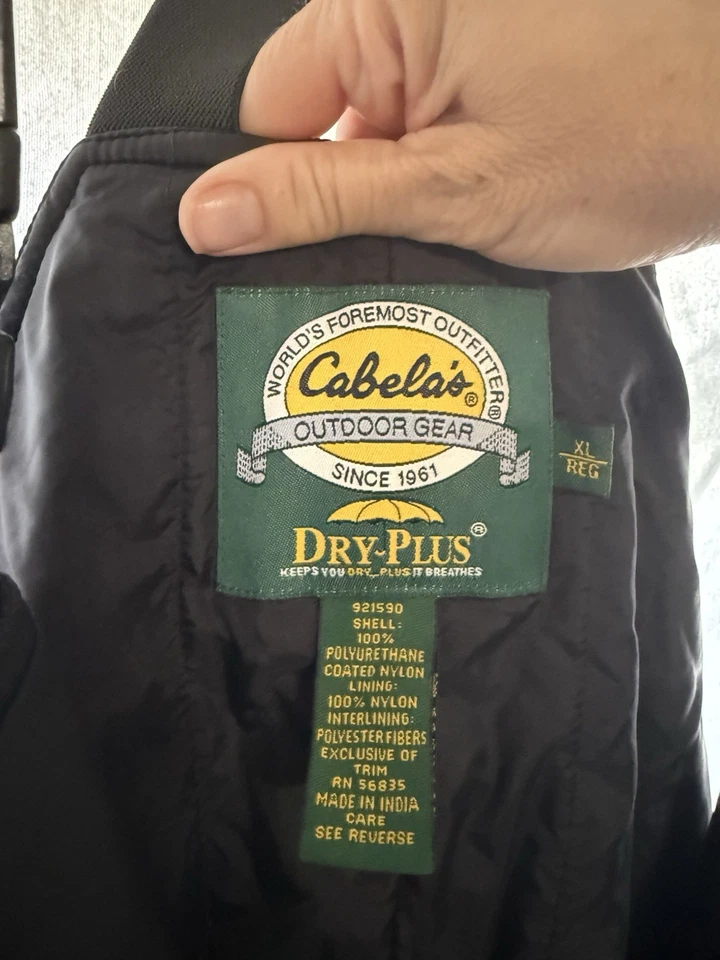 WORLD'S FOREMOST OUTFITTER®
Cabela's®
OUTDOOR GEAR
SINCE 1961
XL
REG
DRY-PLUS®
KEEPS YOU DRY PLUS IT BREATHES
921590
SHELL:
100%
POLYURETHANE
COATED NYLON
LINING:
100% NYLON
INTERLINING:
POLYESTER FIBERS
EXCLUSIVE OF
TRIM
RN 56835
MADE IN INDIA
CARE
SEE REVERSE